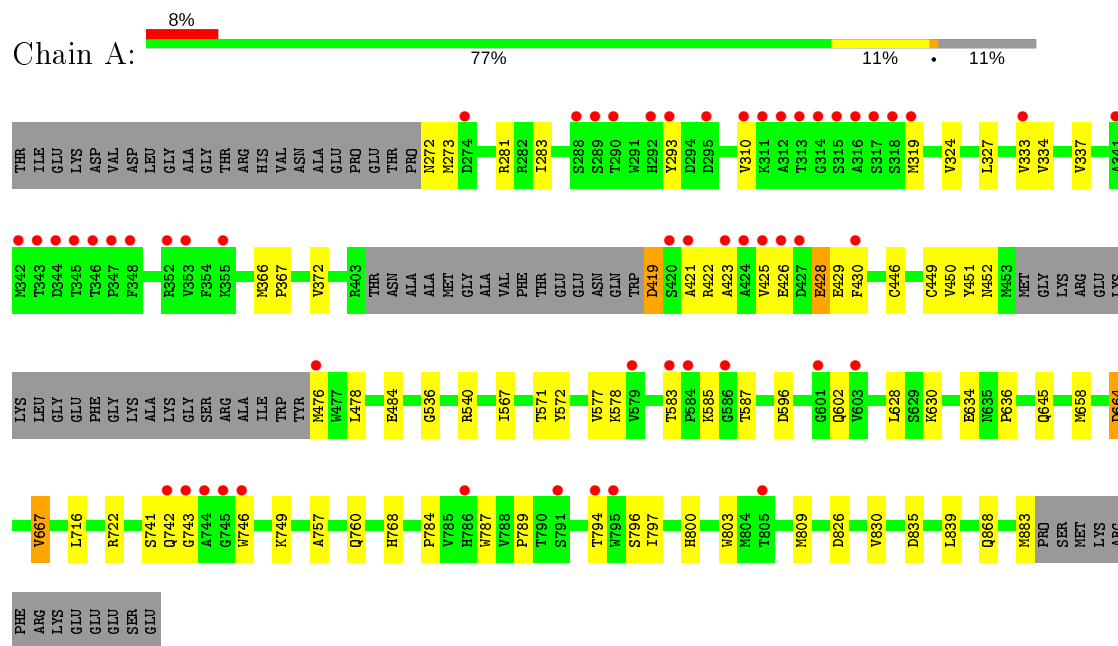 8%
Chain A:
77% 11% • 11%
THR ILE GLU LYS ASP VAL ASP LEU GLY ALA GLY THR ARG HIS VAL ASN ALA GLU PRO GLU THR PRO N272 M273 D274 R281 R282 I283 S288 S289 T290 W291 H292 Y293 D294 D295 V310 K311 A312 T313 G314 S315 A316 S317 S318 M319 V324 L327 V333 V334 V337 A341
M342 T343 D344 T345 T346 P347 F348 R352 V353 F354 K355 M366 P367 V372 R403 THR ASN ALA ALA MET GLY ALA VAL PHE THR GLU GLU ASN GLN TRP D419 S420 A421 R422 A423 A424 V425 E426 D427 E428 E429 F430 C446 C449 V450 Y451 N452 M453 MET GLY LYS ARG GLU LYS
LYS LEU GLY GLU PHE GLY LYS ALA LYS GLY SER ARG ALA ILE TRP TYR M476 W477 L478 E484 G536 R540 I567 T571 Y572 V577 K578 V579 T583 P584 K585 G586 T587 D596 G601 Q602 V603 L628 S629 K630 E634 N635 P636 Q645 M658 D664
V667 L716 R722 S741 Q742 G743 A744 G745 W746 K749 A757 Q760 H768 P784 V785 H786 W787 V788 P789 T790 S791 T794 W795 S796 I797 H800 W803 M804 T805 M809 D826 V830 D835 L839 Q868 M883 PRO SER MET LYS ARG
PHE ARG LYS GLU GLU GLU SER GLU